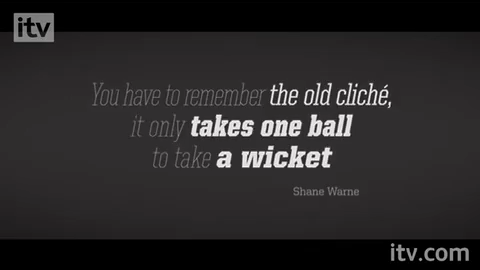 itv
You have to remember the old cliché,
it only takes one ball
to take a wicket
Shane Warne
itv.com